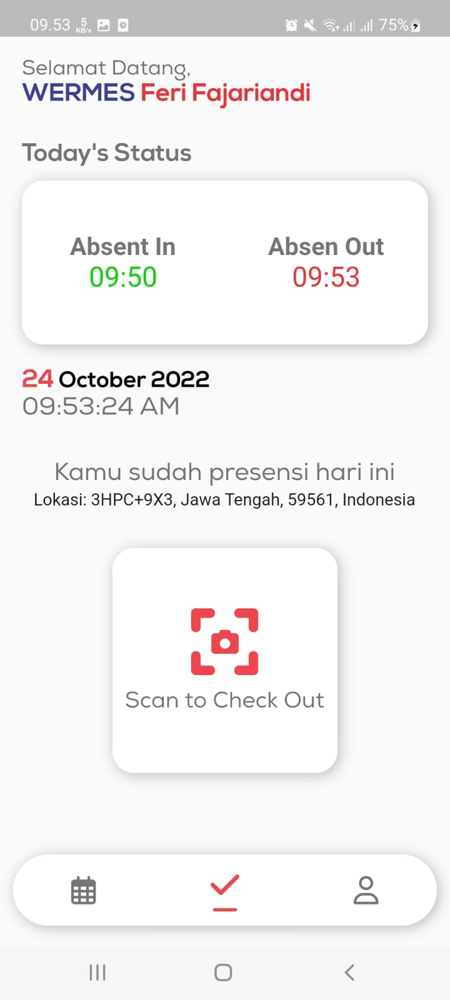 09.53 5 KB/s 75%
Selamat Datang,
WERMES Feri Fajariandi
Today's Status
Absent In Absen Out
09:50 09:53
24 October 2022
09:53:24 AM
Kamu sudah presensi hari ini
Lokasi: 3HPC+9X3, Jawa Tengah, 59561, Indonesia
Scan to Check Out